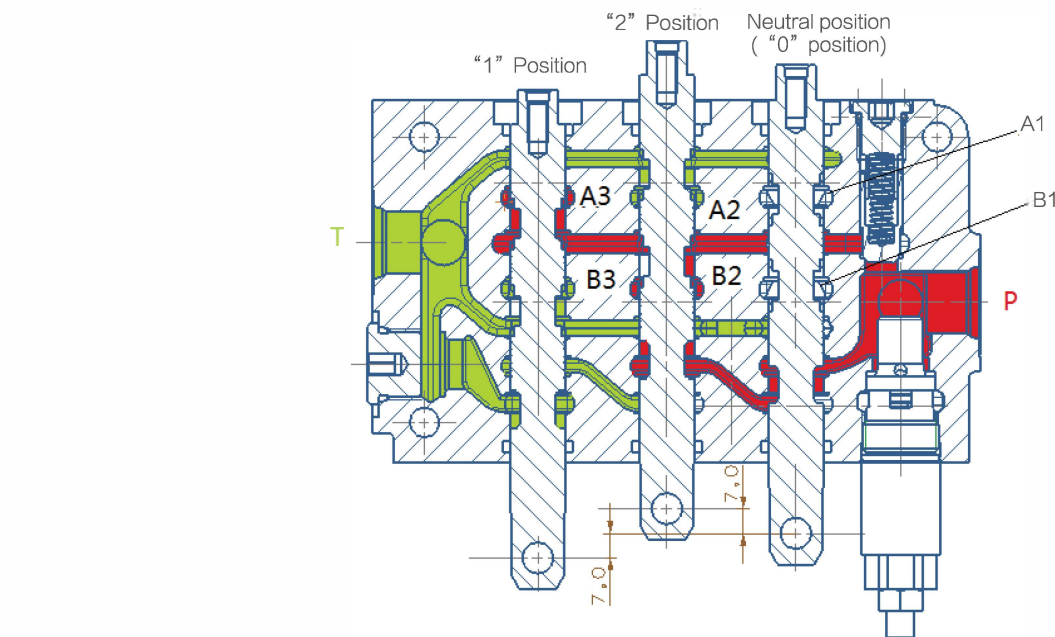 “2” Position
Neutral position
( “0” position)
“1” Position
A1
A3
A2
B1
T
B3
B2
P
7,0
7,0